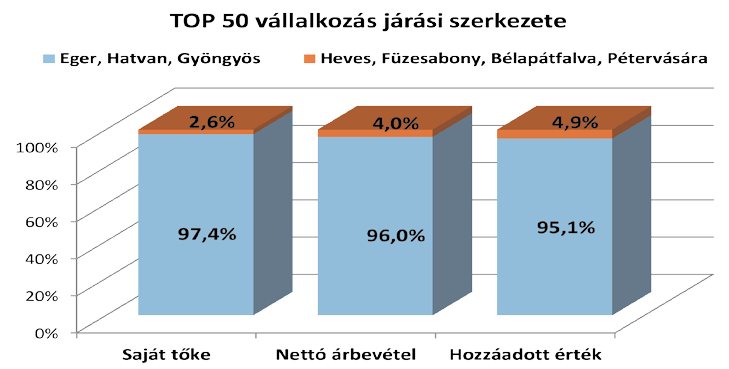 TOP 50 vállalkozás járási szerkezete
Eger, Hatvan, Gyöngyös
Heves, Füzesabony, Bélapátfalva, Pétervására
2,6%
4,0%
4,9%
100%
80%
60%
40%
20%
0%
97,4%
96,0%
95,1%
Saját tőke
Nettó árbevétel
Hozzáadott érték